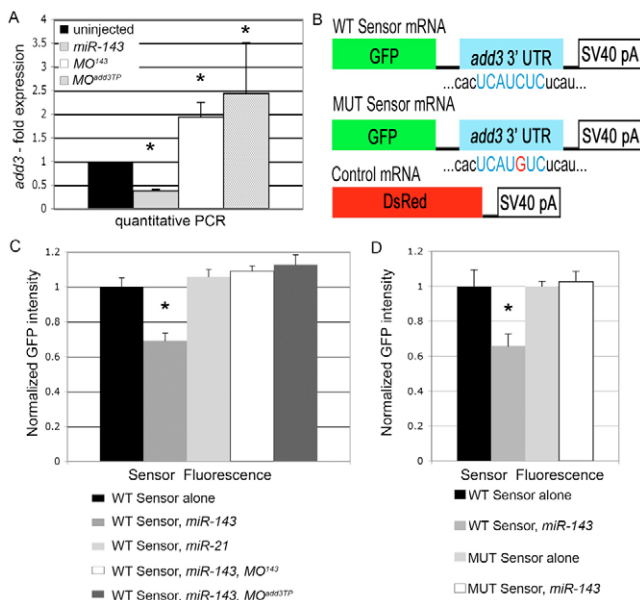 A
add3 - fold expression
4
3.5
3
2.5
2
1.5
1
0.5
0
uninjected
miR-143
MO143
MOadd3TP
*
*
*
quantitative PCR
B
WT Sensor mRNA
GFP
add3 3' UTR
SV40 pA
...cacUCAUCUCucau...
MUT Sensor mRNA
GFP
add3 3' UTR
SV40 pA
...cacUCAUGUCucau...
Control mRNA
DsRed
SV40 pA
C
Normalized GFP intensity
1.2
1
0.8
0.6
0.4
0.2
0
*
Sensor Fluorescence
WT Sensor alone
WT Sensor, miR-143
WT Sensor, miR-21
WT Sensor, miR-143, MO143
WT Sensor, miR-143, MOadd3TP
D
Normalized GFP intensity
1.2
1
0.8
0.6
0.4
0.2
0
*
Sensor Fluorescence
WT Sensor alone
WT Sensor, miR-143
MUT Sensor alone
MUT Sensor, miR-143